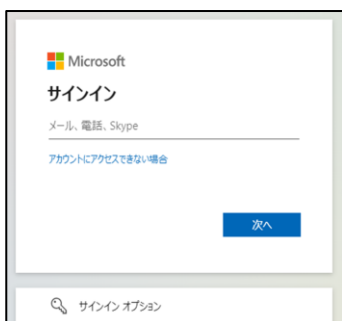 Microsoft
サインイン
メール、電話、Skype
アカウントにアクセスできない場合
次へ
サインイン オプション